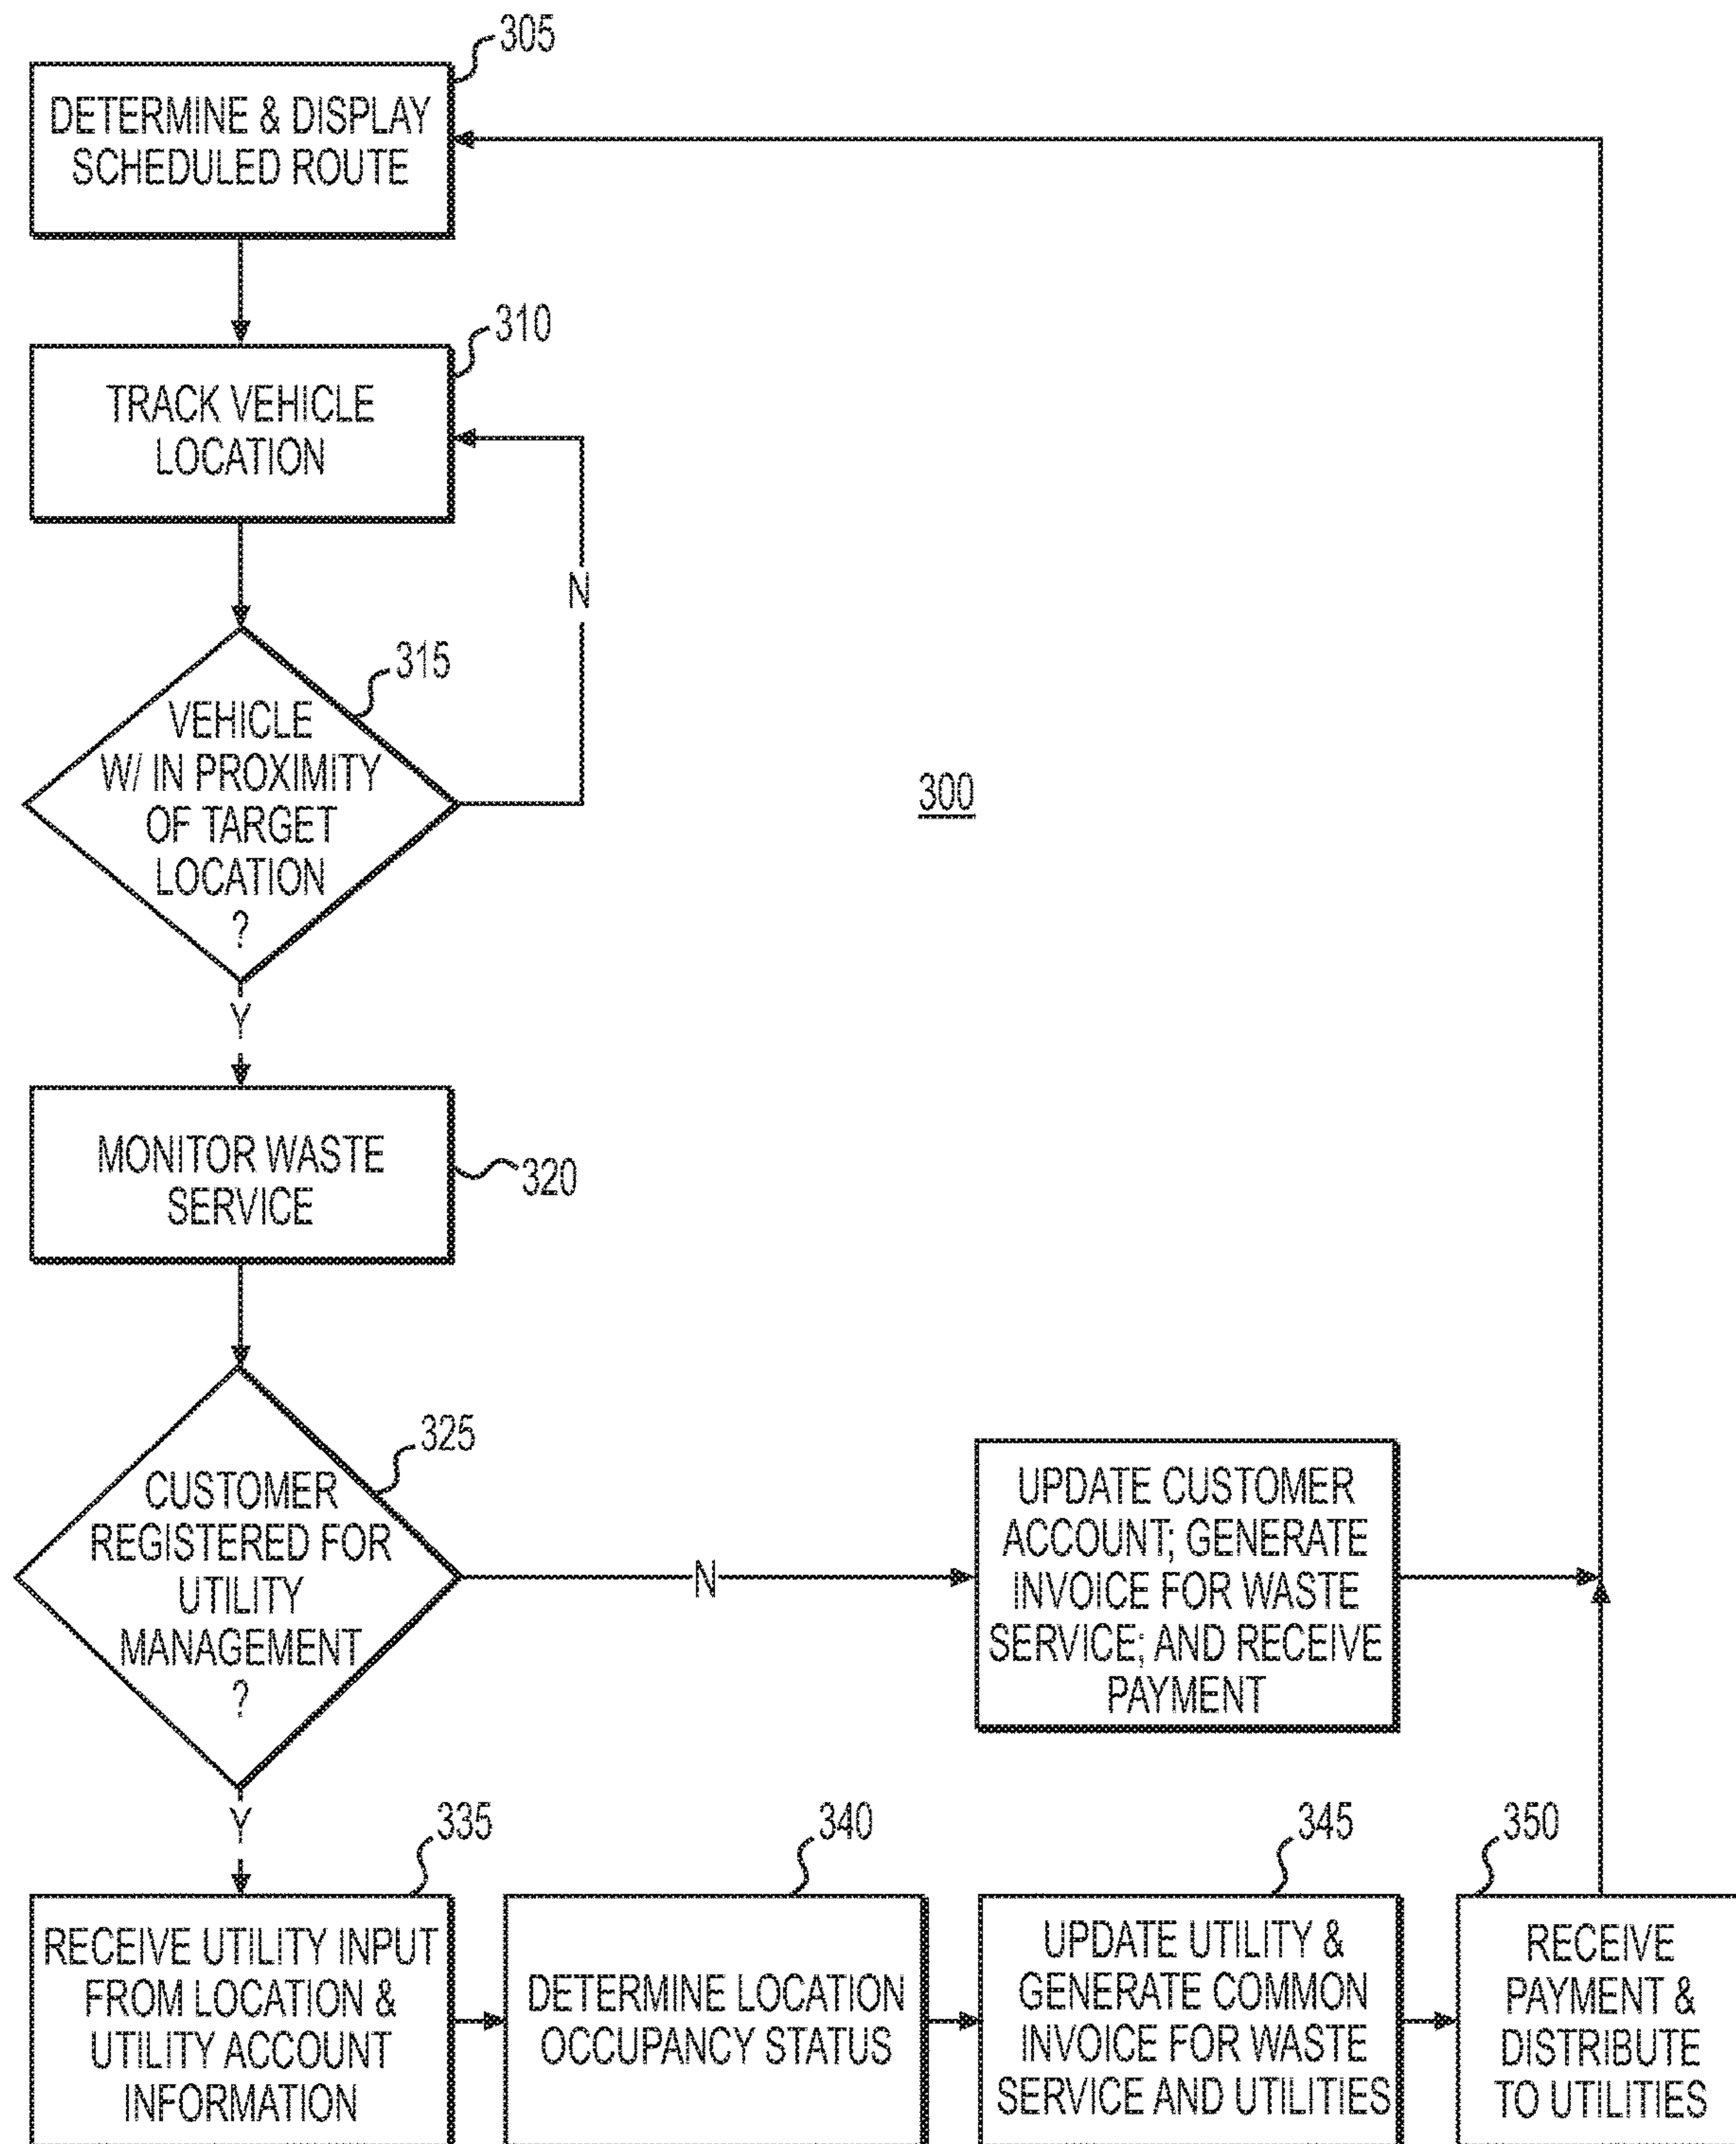 305
DETERMINE & DISPLAY
SCHEDULED ROUTE
310
TRACK VEHICLE
LOCATION
N
315
VEHICLE
W/ IN PROXIMITY
OF TARGET
LOCATION
?
300
Y
MONITOR WASTE
SERVICE
320
325
CUSTOMER
REGISTERED FOR
UTILITY
MANAGEMENT
?
N
UPDATE CUSTOMER
ACCOUNT; GENERATE
INVOICE FOR WASTE
SERVICE; AND RECEIVE
PAYMENT
Y
335
RECEIVE UTILITY INPUT
FROM LOCATION &
UTILITY ACCOUNT
INFORMATION
340
DETERMINE LOCATION
OCCUPANCY STATUS
345
UPDATE UTILITY &
GENERATE COMMON
INVOICE FOR WASTE
SERVICE AND UTILITIES
350
RECEIVE
PAYMENT &
DISTRIBUTE
TO UTILITIES